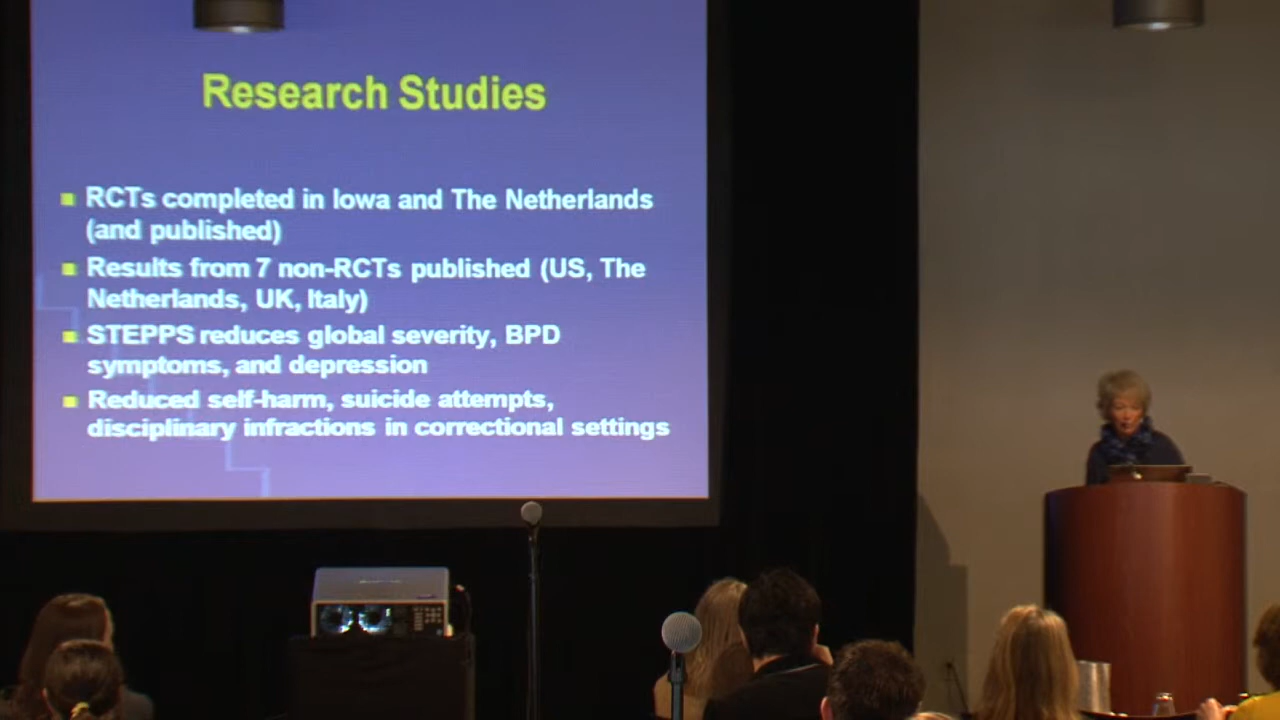 Research Studies
RCTs completed in Iowa and The Netherlands
(and published)
Results from 7 non-RCTs published (US, The
Netherlands, UK, Italy)
STEPPS reduces global severity, BPD
symptoms, and depression
Reduced self-harm, suicide attempts,
disciplinary infractions in correctional settings